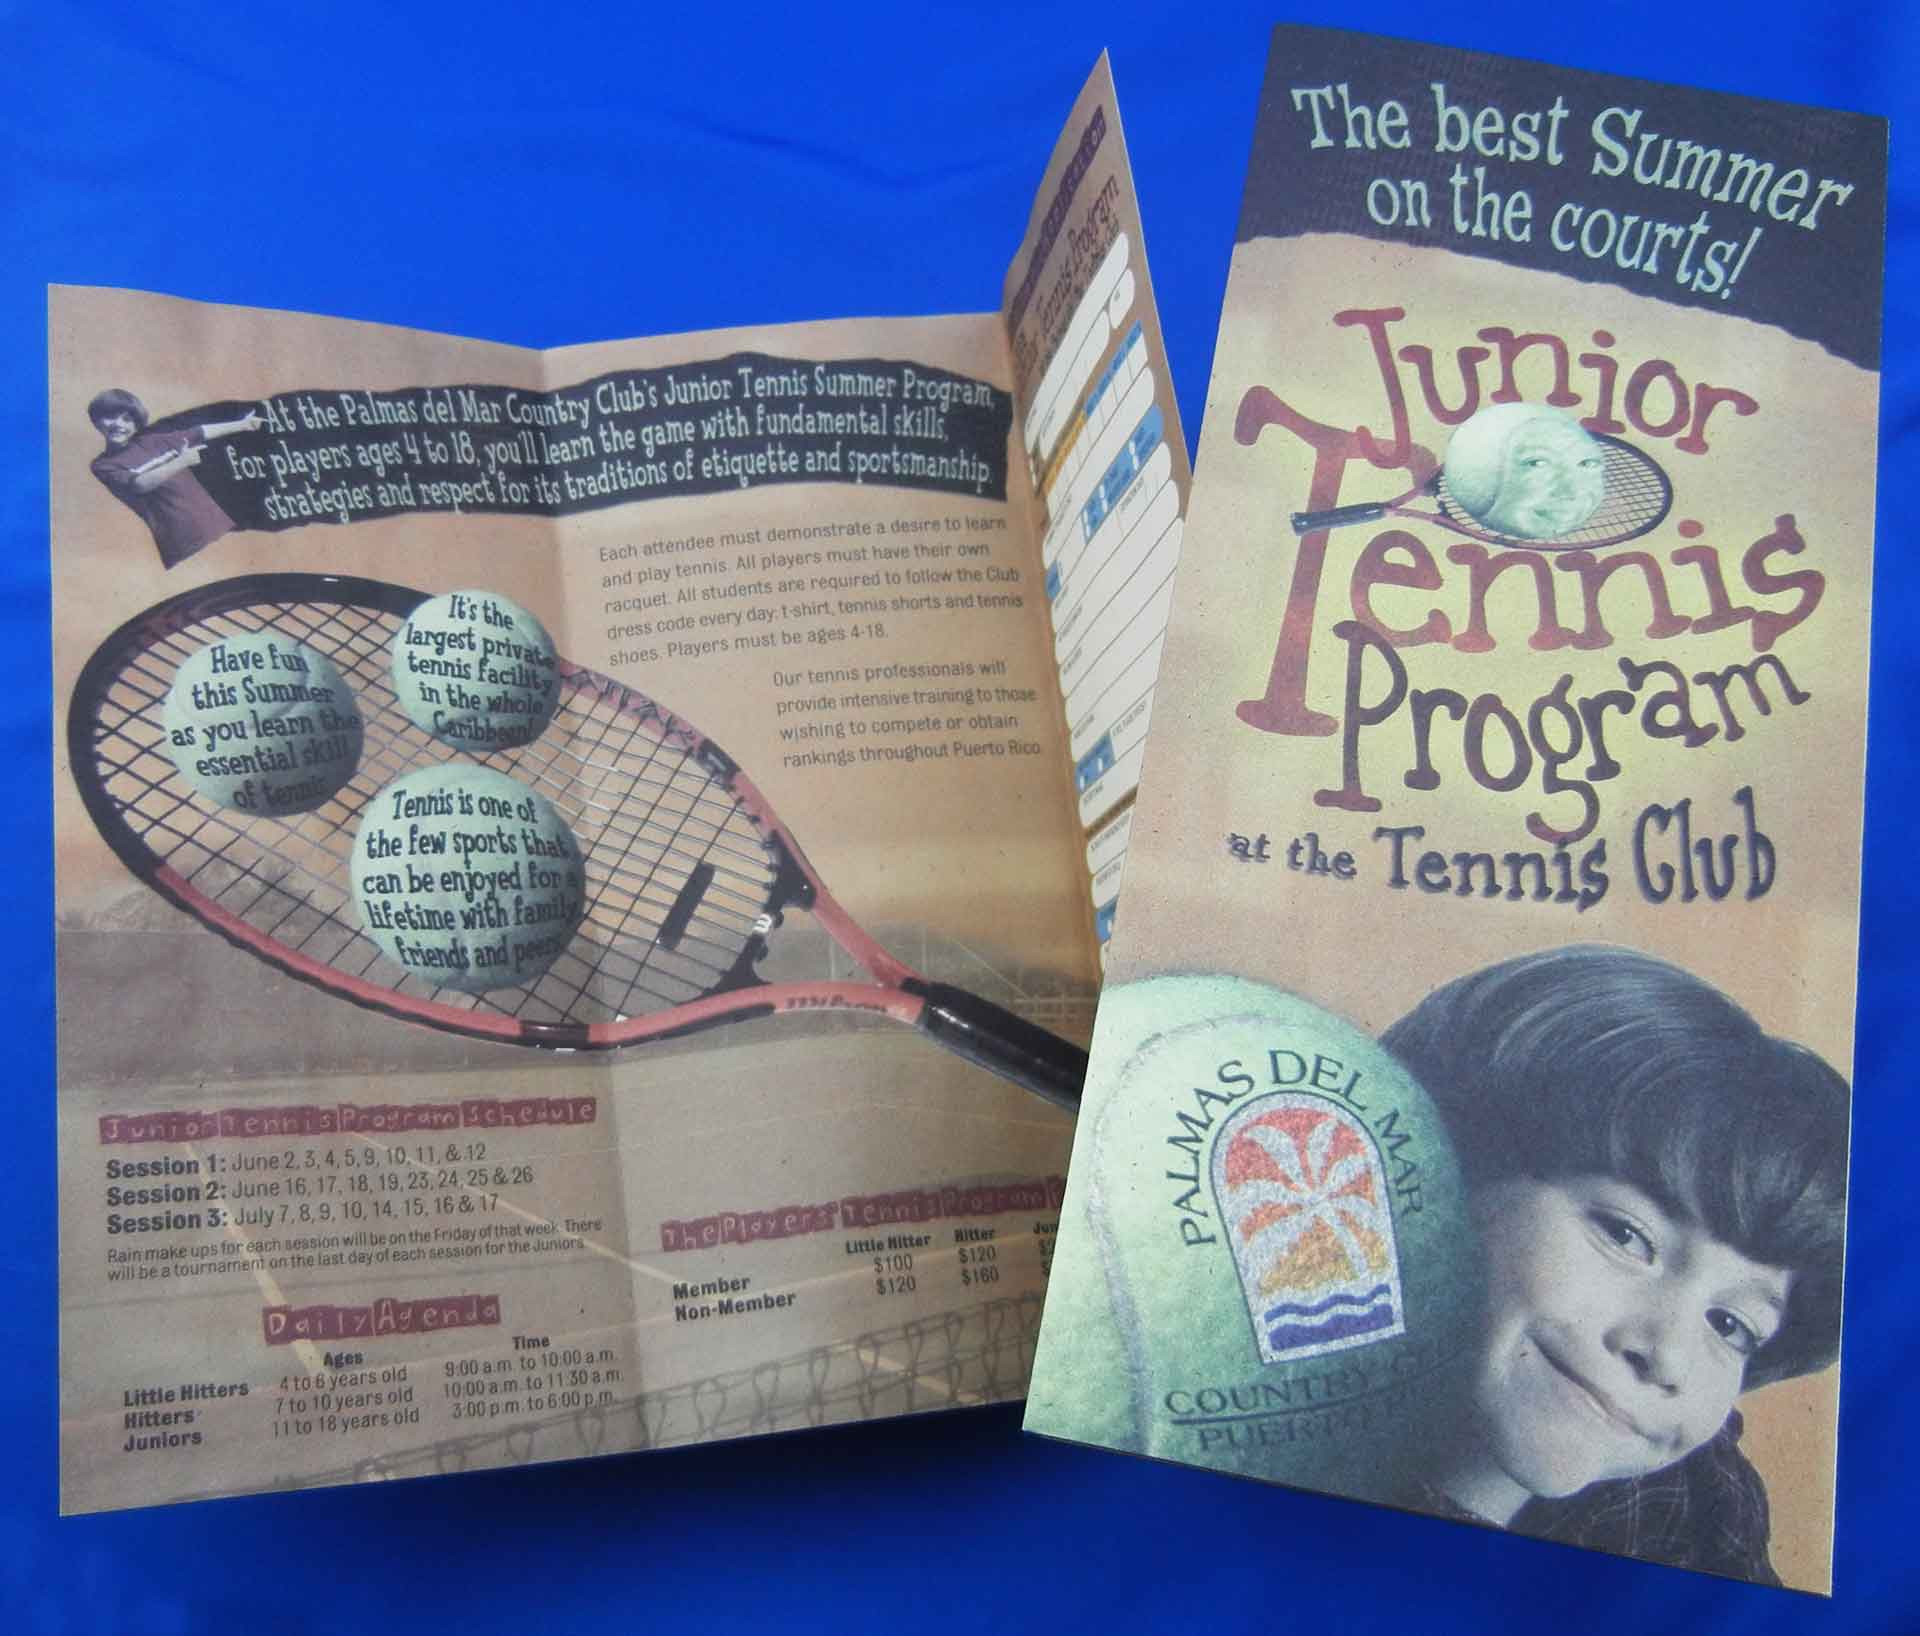 At the Palmas del Mar Country Club's Junior Tennis Summer Program,
for players ages 4 to 18, you'll learn the game with fundamental skills,
strategies and respect for its traditions of etiquette and sportsmanship.
Each attendee must demonstrate a desire to learn
and play tennis. All players must have their own
racquet. All students are required to follow the Club
dress code every day: t-shirt, tennis shorts and tennis
shoes. Players must be ages 4-18.
Our tennis professionals will
provide intensive training to those
wishing to compete or obtain
rankings throughout Puerto Rico.
Have fun
this Summer
as you learn the
essential skill
of tennis
It's the
largest private
tennis facility
in the whole
Caribbean!
Tennis is one of
the few sports that
can be enjoyed for a
lifetime with family,
friends and peers
Junior Tennis Program Schedule
Session 1: June 2, 3, 4, 5, 9, 10, 11, & 12
Session 2: June 16, 17, 18, 19, 23, 24, 25 & 26
Session 3: July 7, 8, 9, 10, 14, 15, 16 & 17
Rain make ups for each session will be on the Friday of that week. There
will be a tournament on the last day of each session for the Juniors.
Daily Agenda
Ages Time
Little Hitters 4 to 6 years old 9:00 a.m. to 10:00 a.m.
Hitters 7 to 10 years old 10:00 a.m. to 11:30 a.m.
Juniors 11 to 18 years old 3:00 p.m. to 6:00 p.m.
The Players' Tennis Program
Little Hitter Hitter Jun
Member $100 $120
Non-Member $120 $160
Tennis Program
The best Summer
on the courts!
Junior
Tennis
Program
at the Tennis Club
PALMAS DEL MAR
COUNTRY C
PUERT